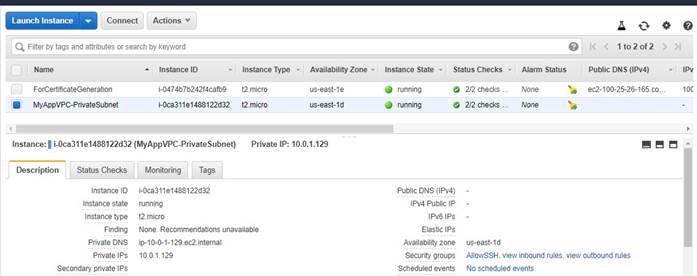 Launch Instance Connect Actions
Filter by tags and attributes or search by keyword 1 to 2 of 2
Name Instance ID Instance Type Availability Zone Instance State Status Checks Alarm Status Public DNS (IPv4) IPv
ForCertificateGeneration i-0474b7b242f4cafb9 t2.micro us-east-1e running 2/2 checks ... None ec2-100-25-26-165.co... 100
MyAppVPC-PrivateSubnet i-0ca311e1488122d32 t2.micro us-east-1d running 2/2 checks ... None -
Instance: i-0ca311e1488122d32 (MyAppVPC-PrivateSubnet) Private IP: 10.0.1.129
Description Status Checks Monitoring Tags
Instance ID i-0ca311e1488122d32 Public DNS (IPv4) -
Instance state running IPv4 Public IP -
Instance type t2.micro IPv6 IPs -
Finding None. Recommendations unavailable Elastic IPs
Private DNS ip-10-0-1-129.ec2.internal Availability zone us-east-1d
Private IPs 10.0.1.129 Security groups AllowSSH. view inbound rules. view outbound rules
Secondary private IPs Scheduled events No scheduled events